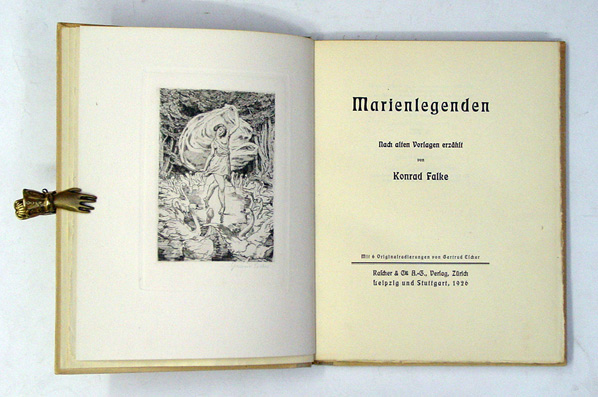 Marienlegenden
Nach alten Vorlagen erzählt
von
Konrad Falke
Mit 6 Originalradierungen von Gertrud Escher
Rascher & Cie A.-G., Verlag, Zürich
Leipzig und Stuttgart, 1926